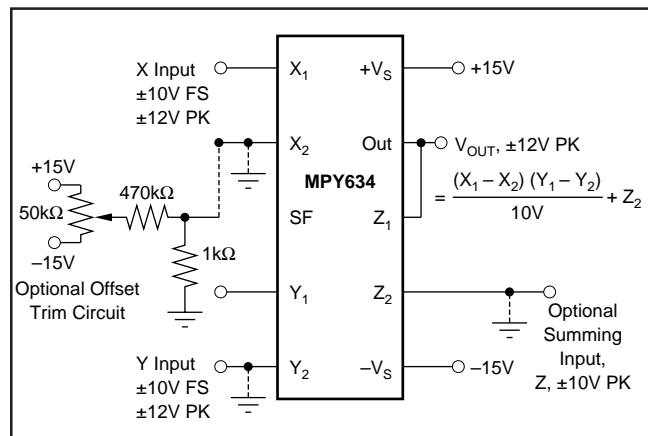 X Input
±10V FS
±12V PK
X1
X2
SF
Y1
Y2
MPY634
+VS
Out
Z1
Z2
–VS
+15V
VOUT, ±12V PK
= (X1 – X2) (Y1 – Y2)
10V
+ Z2
+15V
50kΩ
–15V
470kΩ
1kΩ
Optional Offset
Trim Circuit
Y Input
±10V FS
±12V PK
Optional
Summing
Input,
Z, ±10V PK
–15V